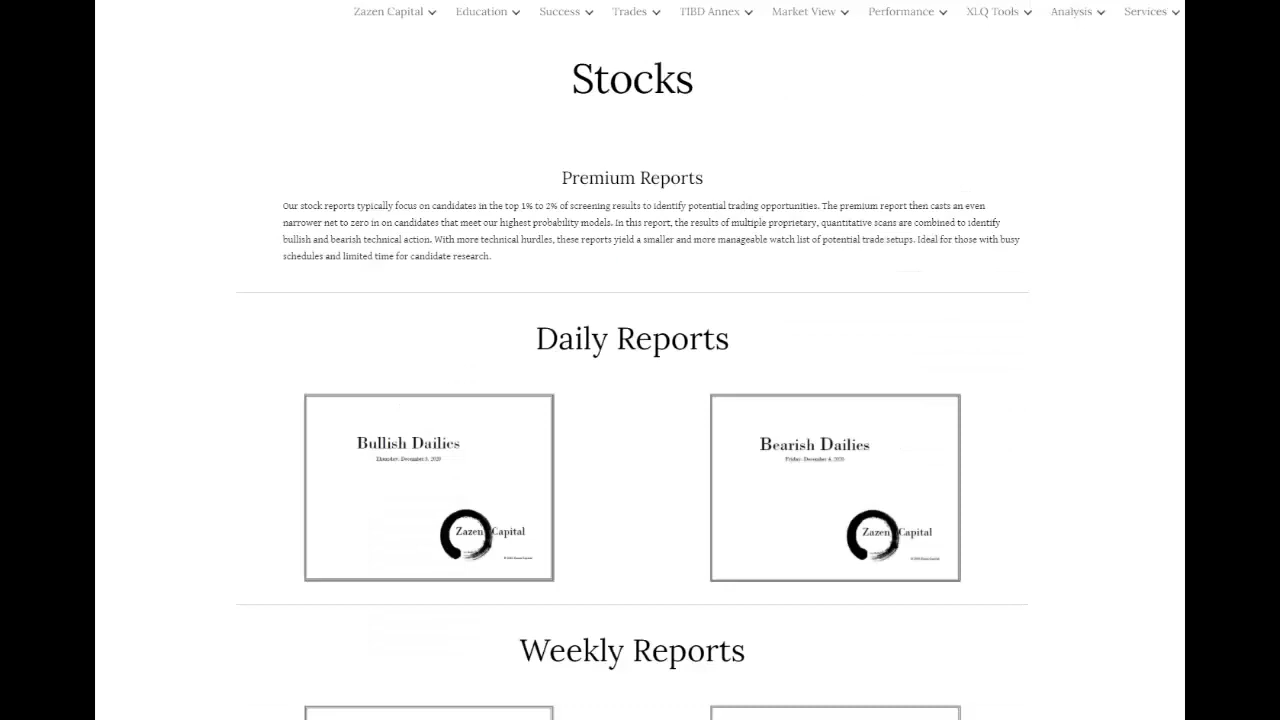 Zazen Capital Education Success Trades TIBD Annex Market View Performance XLQ Tools Analysis Services
Stocks
Premium Reports
Our stock reports typically focus on candidates in the top 1% to 2% of screening results to identify potential trading opportunities. The premium report then casts an even
narrower net to zero in on candidates that meet our highest probability models. In this report, the results of multiple proprietary, quantitative scans are combined to identify
bullish and bearish technical action. With more technical hurdles, these reports yield a smaller and more manageable watch list of potential trade setups. Ideal for those with busy
schedules and limited time for candidate research.
Daily Reports
Bullish Dailies
Zazen Capital
Bearish Dailies
Friday, December 4, 2020
Zazen Capital
Weekly Reports